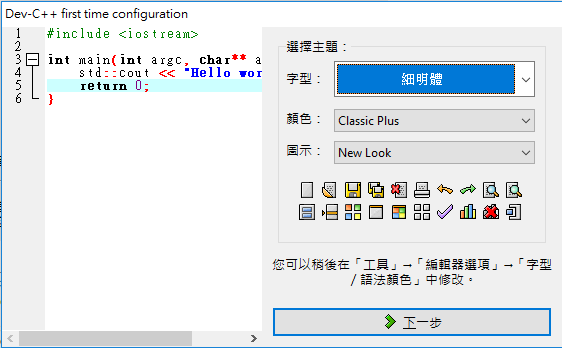 Dev-C++ first time configuration
1 #include <iostream>
2
3 int main(int argc, char** a
4 std::cout << "Hello wor
5 return 0;
6 }
選擇主題：
字型： 細明體
顏色： Classic Plus
圖示： New Look
您可以稍後在「工具」→「編輯器選項」→「字型
/ 語法顏色」中修改。
下一步